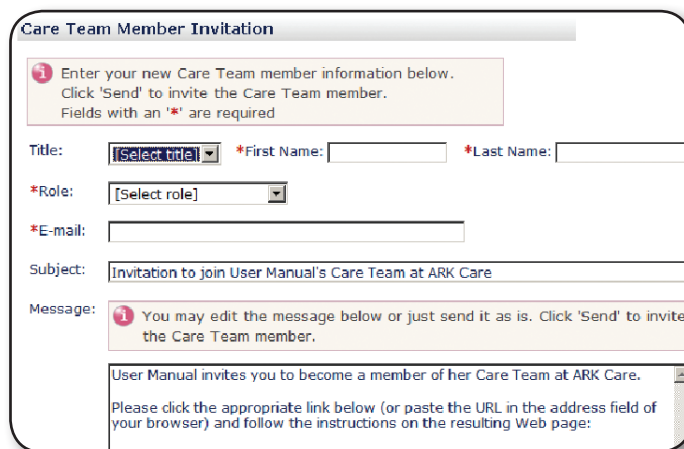 Care Team Member Invitation
Enter your new Care Team member information below.
Click 'Send' to invite the Care Team member.
Fields with an '*' are required
Title: [Select title] *First Name: *Last Name:
*Role: [Select role]
*E-mail:
Subject: Invitation to join User Manual's Care Team at ARK Care
Message: You may edit the message below or just send it as is. Click 'Send' to invite
the Care Team member.
User Manual invites you to become a member of her Care Team at ARK Care.
Please click the appropriate link below (or paste the URL in the address field of
your browser) and follow the instructions on the resulting Web page: